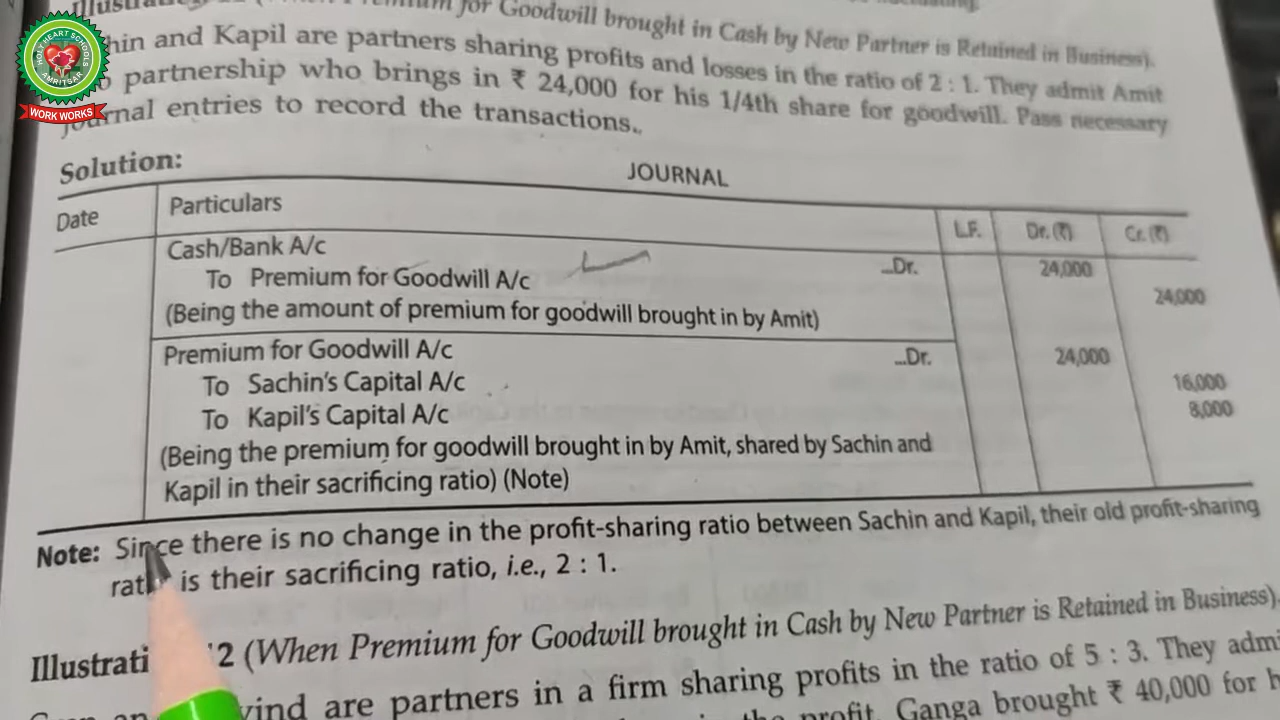 HOLY HEART SCHOOLS
AMRITSAR
WORK WORKS
(When Premium for Goodwill brought in Cash by New Partner is Retained in Business).
and Kapil are partners sharing profits and losses in the ratio of 2 : 1. They admit Amit
partnership who brings in ₹ 24,000 for his 1/4th share for goodwill. Pass necessary
journal entries to record the transactions.
Solution:
JOURNAL
Date Particulars L.F. Dr. (₹) Cr. (₹)
Cash/Bank A/c ...Dr. 24,000
To Premium for Goodwill A/c 24,000
(Being the amount of premium for goodwill brought in by Amit)
Premium for Goodwill A/c ...Dr. 24,000
To Sachin's Capital A/c 16,000
To Kapil's Capital A/c 8,000
(Being the premium for goodwill brought in by Amit, shared by Sachin and
Kapil in their sacrificing ratio) (Note)
Note: Since there is no change in the profit-sharing ratio between Sachin and Kapil, their old profit-sharing
is their sacrificing ratio, i.e., 2 : 1.
(When Premium for Goodwill brought in Cash by New Partner is Retained in Business).
are partners in a firm sharing profits in the ratio of 5 : 3. They
the profit. Ganga brought ₹ 40,000 for